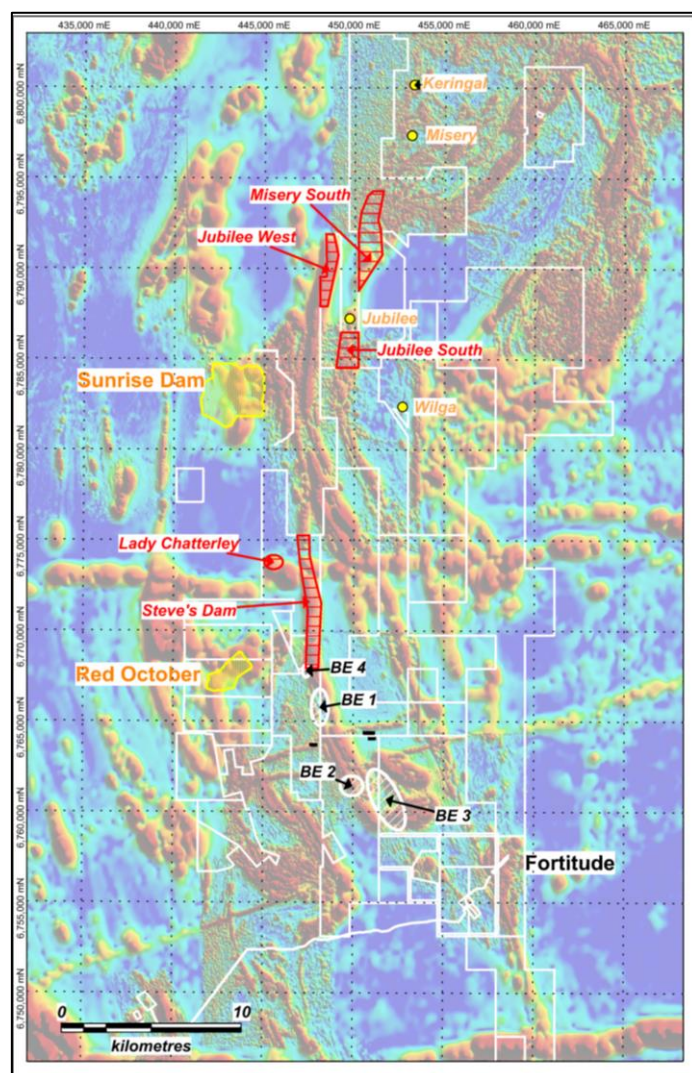 435,000 mE
440,000 mE
445,000 mE
450,000 mE
455,000 mE
460,000 mE
465,000 mE
6,800,000 mN
Keringal
Misery
6,795,000 mN
Misery South
Jubilee West
6,790,000 mN
Jubilee
Jubilee South
6,785,000 mN
Sunrise Dam
Wilga
6,780,000 mN
Lady Chatterley
6,775,000 mN
Steve's Dam
6,770,000 mN
BE 4
Red October
BE 1
6,765,000 mN
BE 2
BE 3
6,760,000 mN
Fortitude
6,755,000 mN
6,750,000 mN
0
10
kilometres